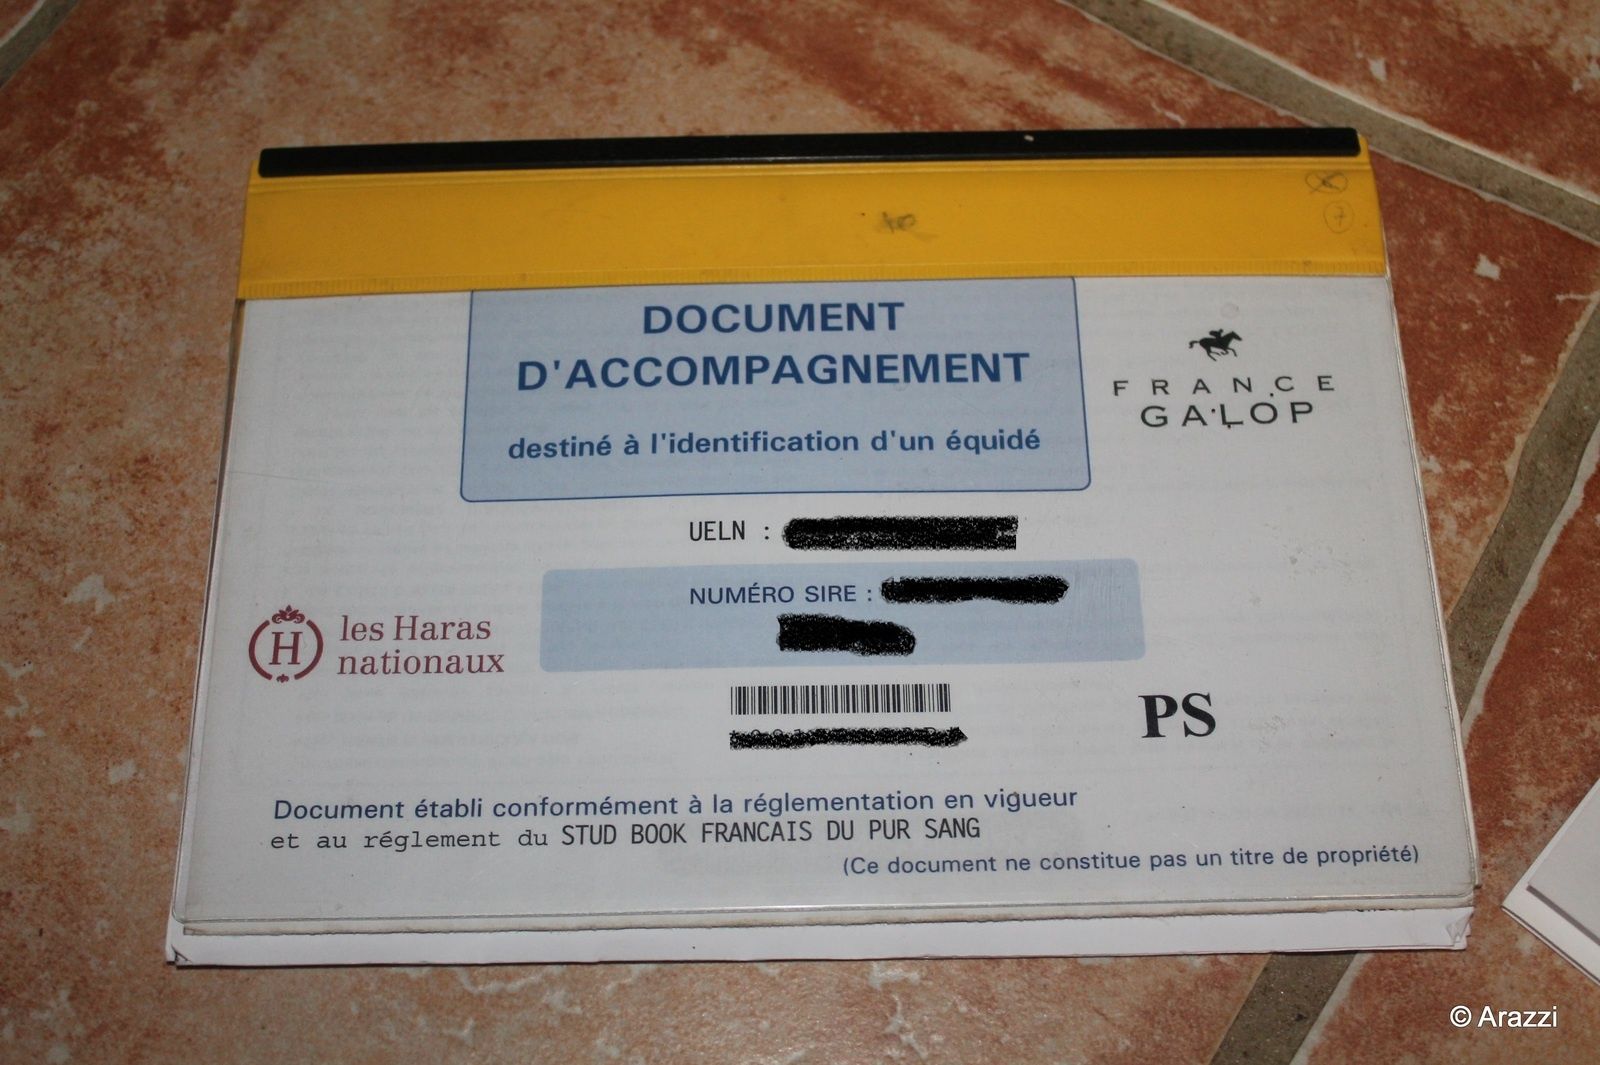 7
DOCUMENT
D'ACCOMPAGNEMENT
destiné à l'identification d'un équidé
FRANCE
GALOP
UELN :
NUMÉRO SIRE :
H
les Haras
nationaux
PS
Document établi conformément à la réglementation en vigueur
et au réglement du STUD BOOK FRANCAIS DU PUR SANG
(Ce document ne constitue pas un titre de propriété)
© Arazzi